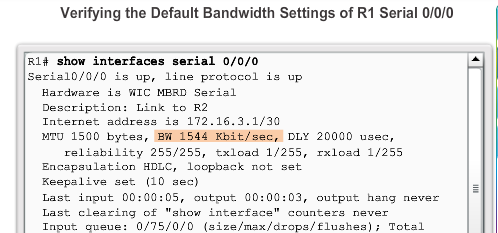 Verifying the Default Bandwidth Settings of R1 Serial 0/0/0
R1# show interfaces serial 0/0/0
Serial0/0/0 is up, line protocol is up
Hardware is WIC MBRD Serial
Description: Link to R2
Internet address is 172.16.3.1/30
MTU 1500 bytes, BW 1544 Kbit/sec, DLY 20000 usec,
reliability 255/255, txload 1/255, rxload 1/255
Encapsulation HDLC, loopback not set
Keepalive set (10 sec)
Last input 00:00:05, output 00:00:03, output hang never
Last clearing of "show interface" counters never
Input queue: 0/75/0/0 (size/max/drops/flushes); Total